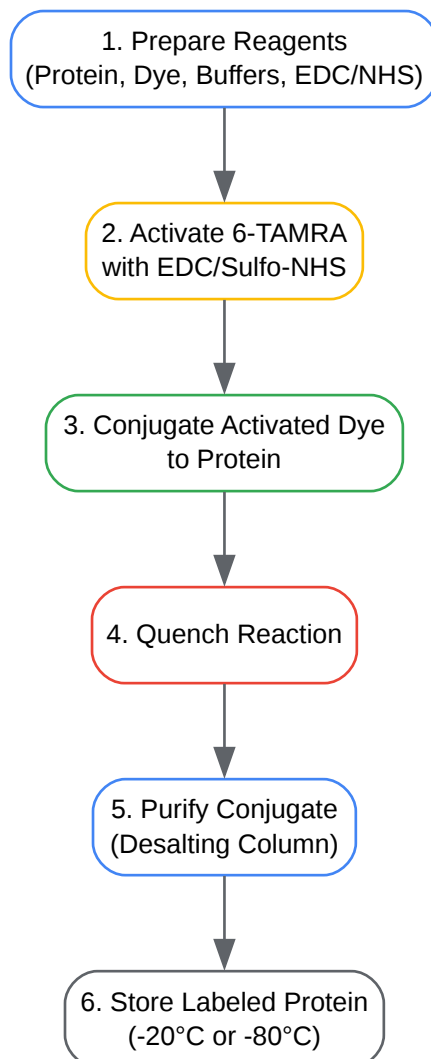 1. Prepare Reagents
(Protein, Dye, Buffers, EDC/NHS)
2. Activate 6-TAMRA
with EDC/Sulfo-NHS
3. Conjugate Activated Dye
to Protein
4. Quench Reaction
5. Purify Conjugate
(Desalting Column)
6. Store Labeled Protein
(-20°C or -80°C)